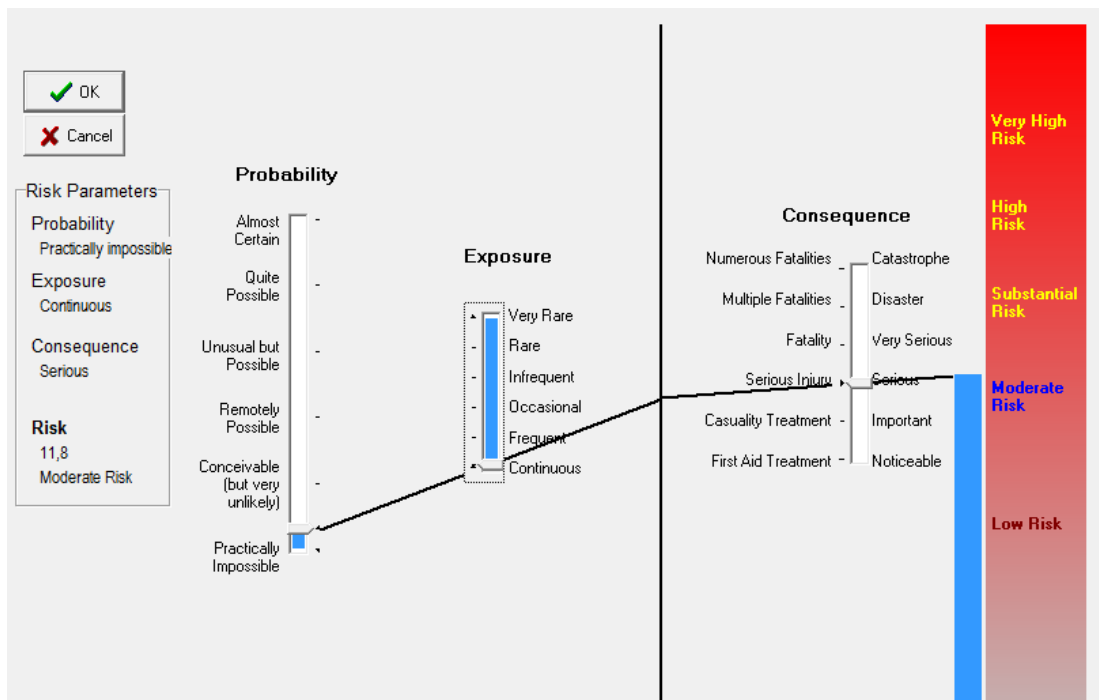 OK
Cancel
Risk Parameters
Probability
Practically impossible
Exposure
Continuous
Consequence
Serious
Risk
11,8
Moderate Risk
Probability
Almost
Certain
Quite
Possible
Unusual but
Possible
Remotely
Possible
Conceivable
(but very
unlikely)
Practically
Impossible
Exposure
Very Rare
Rare
Infrequent
Occasional
Frequent
Continuous
Consequence
Numerous Fatalities
Catastrophe
Multiple Fatalities
Disaster
Fatality
Very Serious
Serious Injury
Serious
Casuality Treatment
Important
First Aid Treatment
Noticeable
Very High
Risk
High
Risk
Substantial
Risk
Moderate
Risk
Low Risk